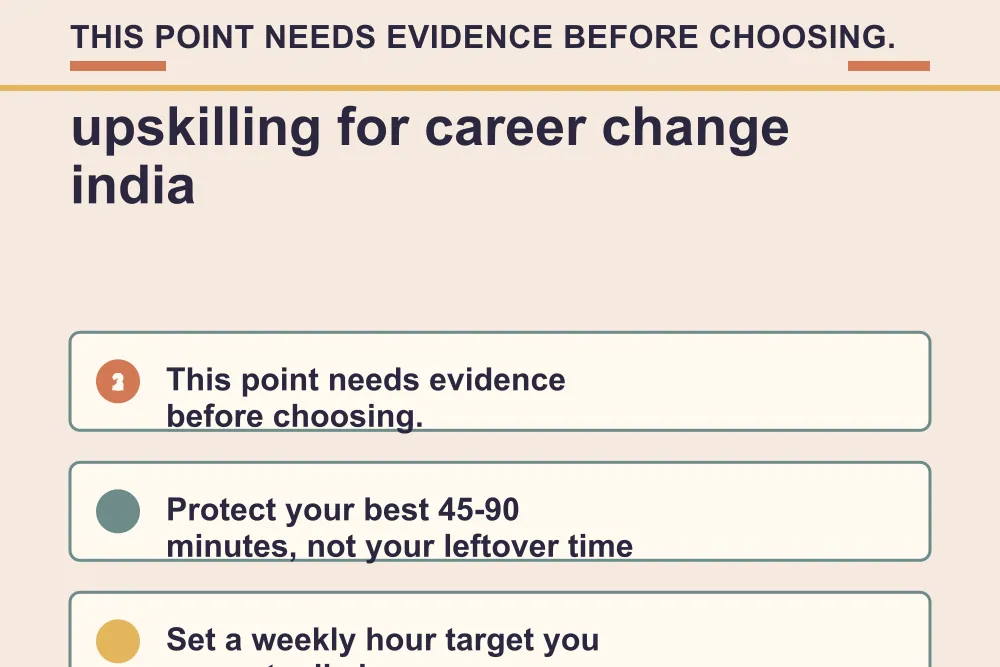 THIS POINT NEEDS EVIDENCE BEFORE CHOOSING.
upskilling for career change
india
This point needs evidence
before choosing.
Protect your best 45-90
minutes, not your leftover time
Set a weekly hour target you